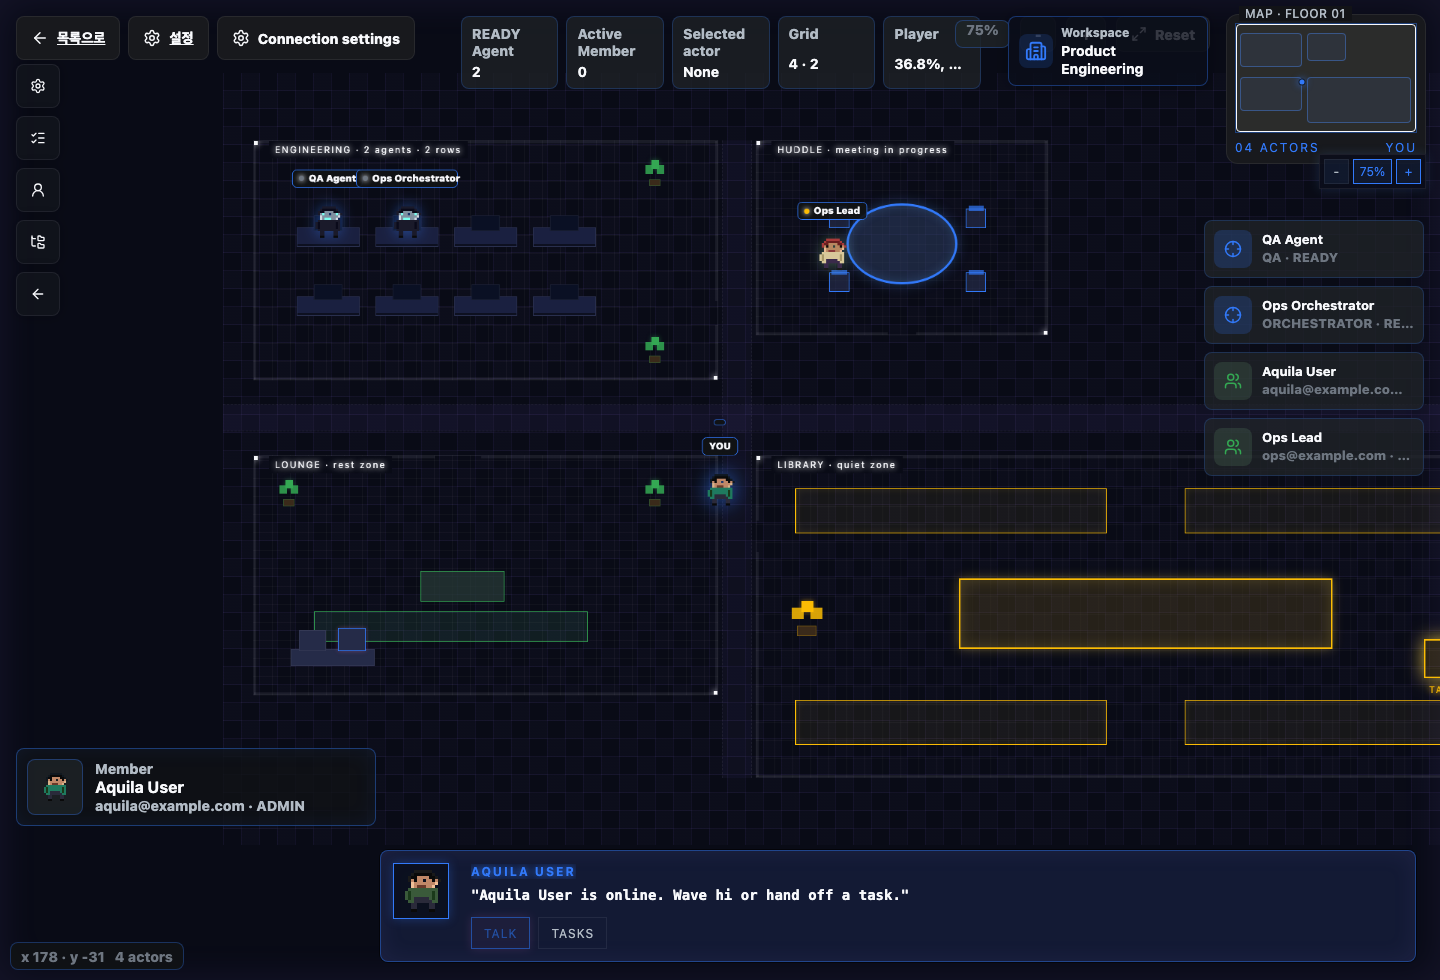 목록으로
설정
Connection settings
READY Agent
2
Active Member
0
Selected actor
None
Grid
4 · 2
Player
36.8%, ...
75%
Workspace
Product Engineering
Reset
MAP · FLOOR 01
04 ACTORS
YOU
-
75%
+
ENGINEERING · 2 agents · 2 rows
QA Agent
Ops Orchestrator
HUDDLE · meeting in progress
Ops Lead
QA Agent
QA · READY
Ops Orchestrator
ORCHESTRATOR · RE...
Aquila User
aquila@example.co...
Ops Lead
ops@example.com · ...
YOU
LOUNGE · rest zone
LIBRARY · quiet zone
TA
Member
Aquila User
aquila@example.com · ADMIN
AQUILA USER
"Aquila User is online. Wave hi or hand off a task."
TALK
TASKS
x 178 · y -31 4 actors